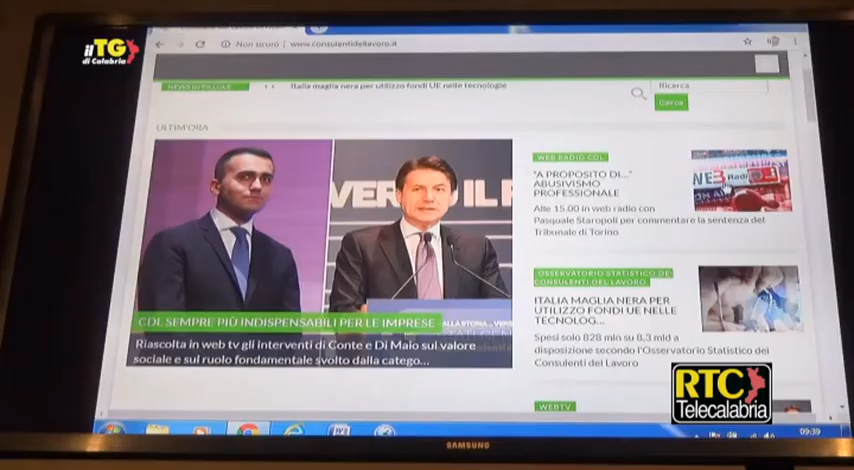 ilTG
di Calabria
Non sicuro | www.consulentidellavoro.it
NEWS IN PILLOLE
Italia maglia nera per utilizzo fondi UE nelle tecnologie
Ricerca
Cerca
ULTIM'ORA
WEB RADIO CDL
"A PROPOSITO DI..."
ABUSIVISMO
PROFESSIONALE
Alle 15.00 in web radio con
Pasquale Staropoli per commentare la sentenza del
Tribunale di Torino
OSSERVATORIO STATISTICO DEI
CONSULENTI DEL LAVORO
ITALIA MAGLIA NERA PER
UTILIZZO FONDI UE NELLE
TECNOLOG...
Spesi solo 828 mln su 8,3 mld a
disposizione secondo l'Osservatorio Statistico dei
Consulenti del Lavoro
WEBTV
CDL SEMPRE PIÙ INDISPENSABILI PER LE IMPRESE
Riascolta in web tv gli interventi di Conte e Di Maio sul valore
sociale e sul ruolo fondamentale svolto dalla catego...
RTC
Telecalabria
09:39
SAMSUNG